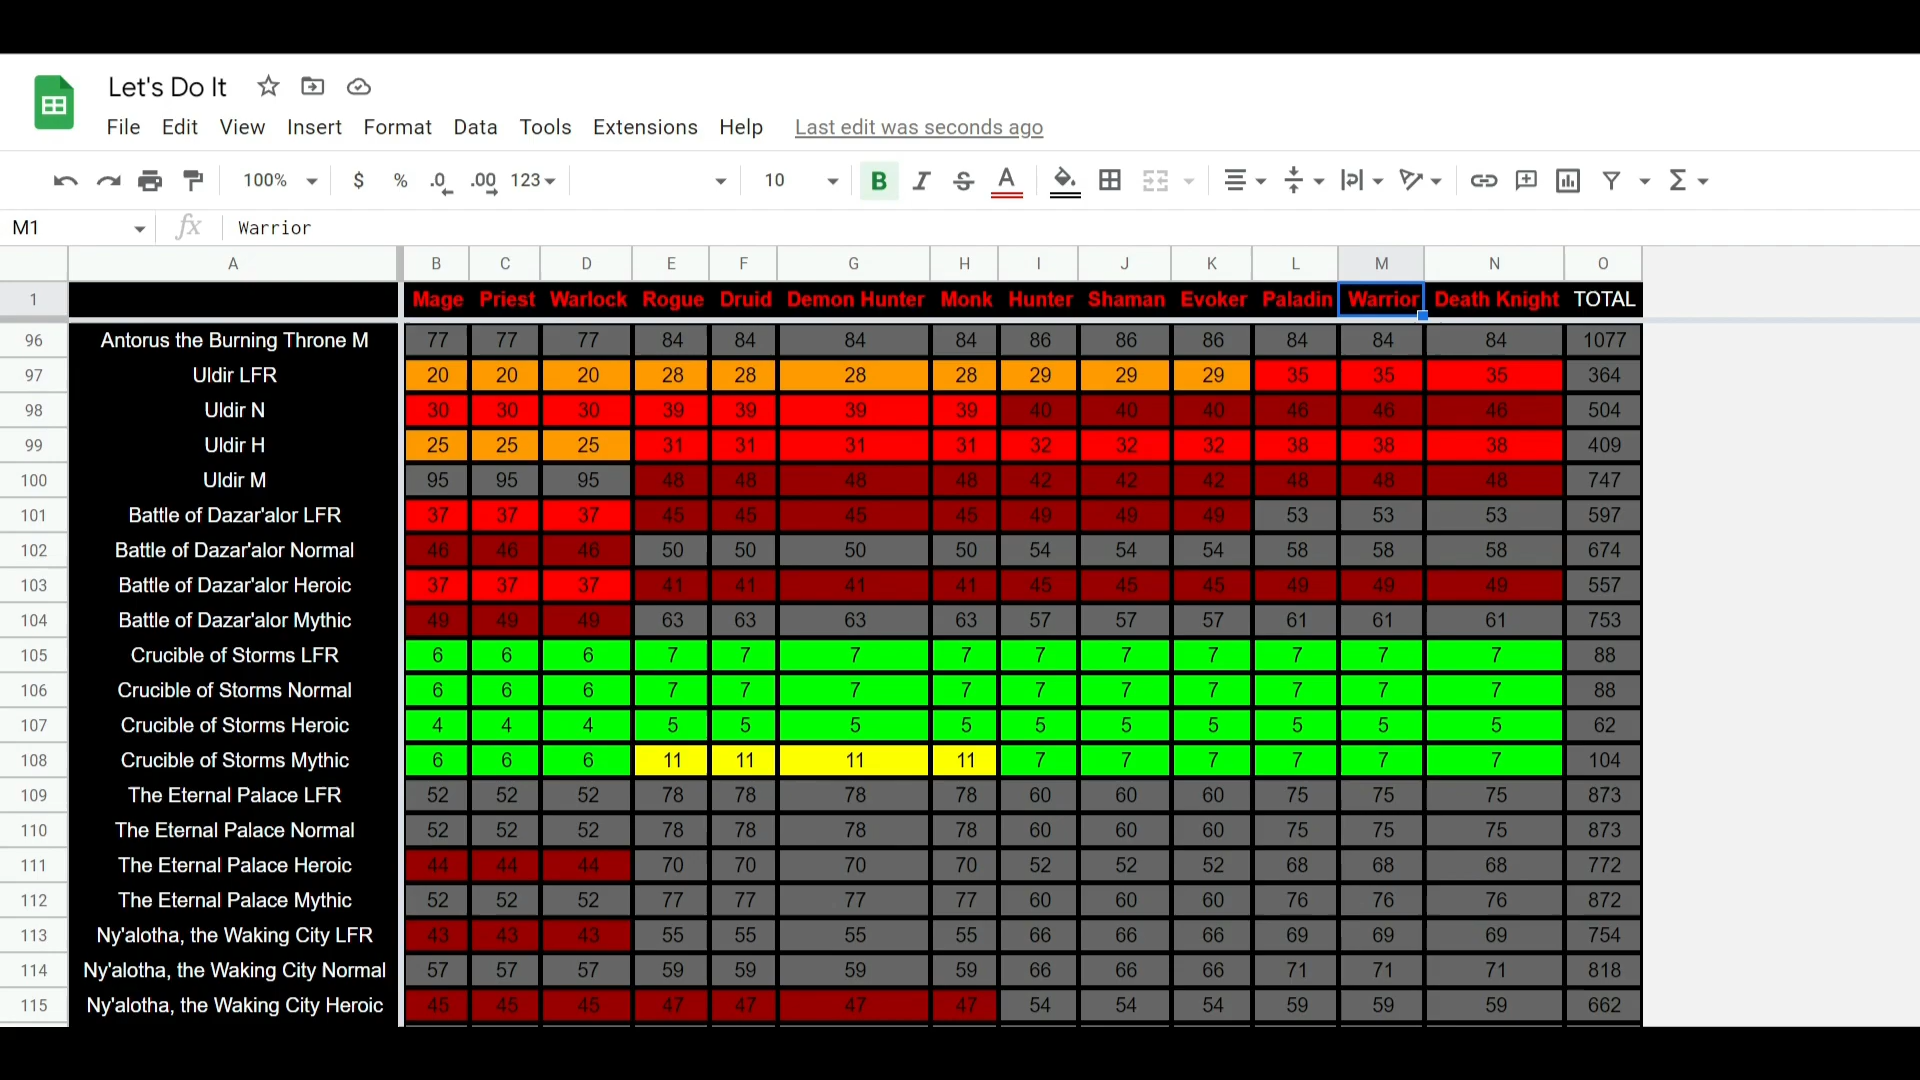 Let's Do It
File Edit View Insert Format Data Tools Extensions Help Last edit was seconds ago
100% $ % .0 .00 123 10 B I S A Σ
M1 fx Warrior
A B C D E F G H I J K L M N O
1 Mage Priest Warlock Rogue Druid Demon Hunter Monk Hunter Shaman Evoker Paladin Warrior Death Knight TOTAL
96 Antorus the Burning Throne M 77 77 77 84 84 84 84 86 86 86 84 84 84 1077
97 Uldir LFR 20 20 20 28 28 28 28 29 29 29 35 35 35 364
98 Uldir N 30 30 30 39 39 39 39 40 40 40 46 46 46 504
99 Uldir H 25 25 25 31 31 31 31 32 32 32 38 38 38 409
100 Uldir M 95 95 95 48 48 48 48 42 42 42 48 48 48 747
101 Battle of Dazar'alor LFR 37 37 37 45 45 45 45 49 49 49 53 53 53 597
102 Battle of Dazar'alor Normal 46 46 46 50 50 50 50 54 54 54 58 58 58 674
103 Battle of Dazar'alor Heroic 37 37 37 41 41 41 41 45 45 45 49 49 49 557
104 Battle of Dazar'alor Mythic 49 49 49 63 63 63 63 57 57 57 61 61 61 753
105 Crucible of Storms LFR 6 6 6 7 7 7 7 7 7 7 7 7 7 88
106 Crucible of Storms Normal 6 6 6 7 7 7 7 7 7 7 7 7 7 88
107 Crucible of Storms Heroic 4 4 4 5 5 5 5 5 5 5 5 5 5 62
108 Crucible of Storms Mythic 6 6 6 11 11 11 11 7 7 7 7 7 7 104
109 The Eternal Palace LFR 52 52 52 78 78 78 78 60 60 60 75 75 75 873
110 The Eternal Palace Normal 52 52 52 78 78 78 78 60 60 60 75 75 75 873
111 The Eternal Palace Heroic 44 44 44 70 70 70 70 52 52 52 68 68 68 772
112 The Eternal Palace Mythic 52 52 52 77 77 77 77 60 60 60 76 76 76 872
113 Ny'alotha, the Waking City LFR 43 43 43 55 55 55 55 66 66 66 69 69 69 754
114 Ny'alotha, the Waking City Normal 57 57 57 59 59 59 59 66 66 66 71 71 71 818
115 Ny'alotha, the Waking City Heroic 45 45 45 47 47 47 47 54 54 54 59 59 59 662